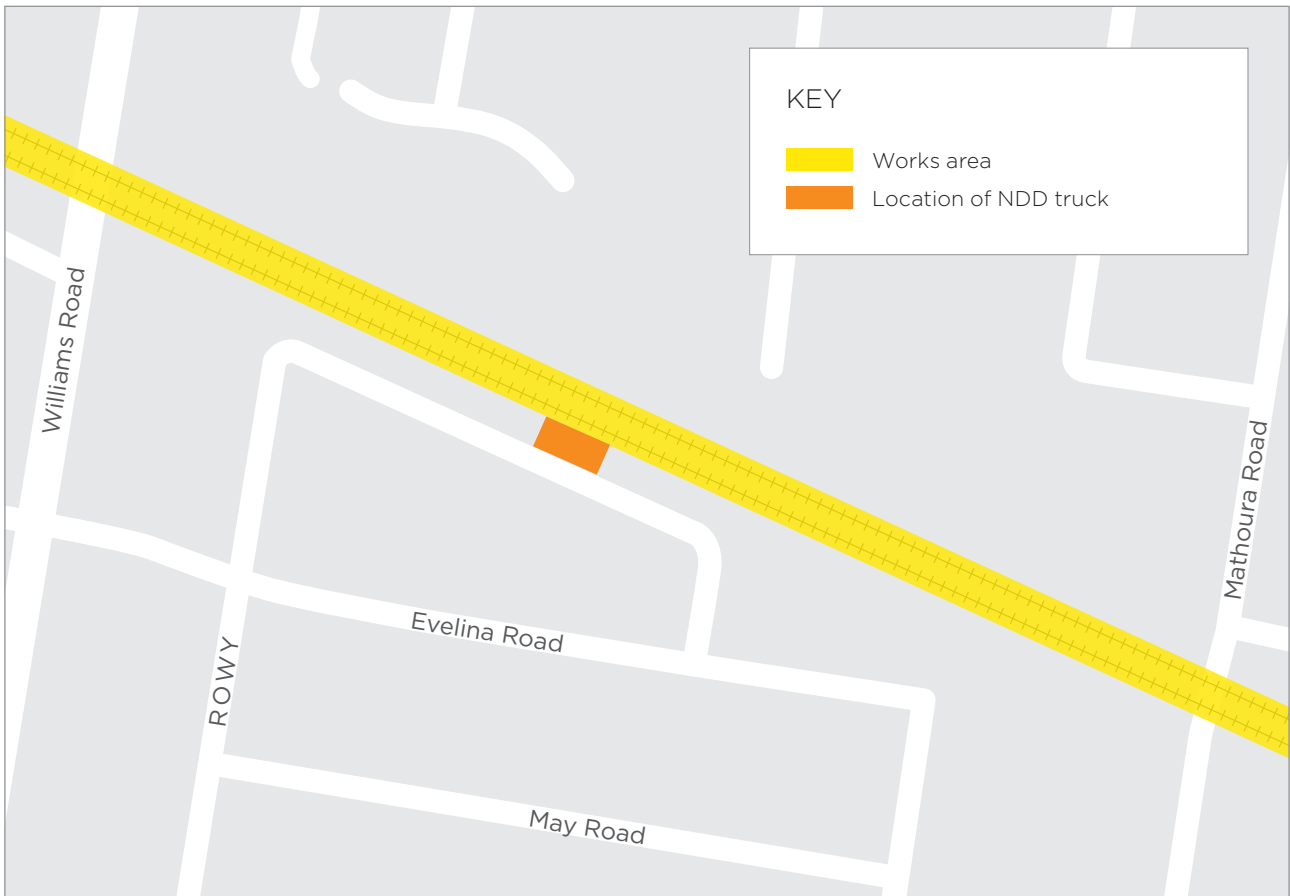 KEY
Works area
Location of NDD truck
Williams Road
Mathoura Road
Evelina Road
ROWY
May Road